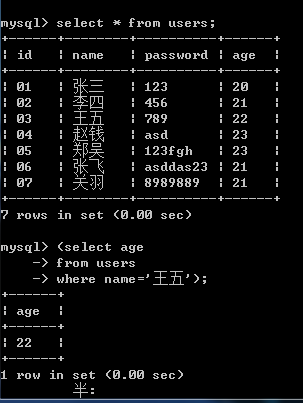 mysql> select * from users;
+------+------+----------+------+
| id | name | password | age |
+------+------+----------+------+
| 01 | 张三 | 123 | 20 |
| 02 | 李四 | 456 | 21 |
| 03 | 王五 | 789 | 22 |
| 04 | 赵钱 | asd | 23 |
| 05 | 郑吴 | 123fgh | 23 |
| 06 | 张飞 | asddas23 | 21 |
| 07 | 关羽 | 8989889 | 21 |
+------+------+----------+------+
7 rows in set (0.00 sec)
mysql> (select age
-> from users
-> where name='王五');
+------+
| age |
+------+
| 22 |
+------+
1 row in set (0.00 sec)
半: